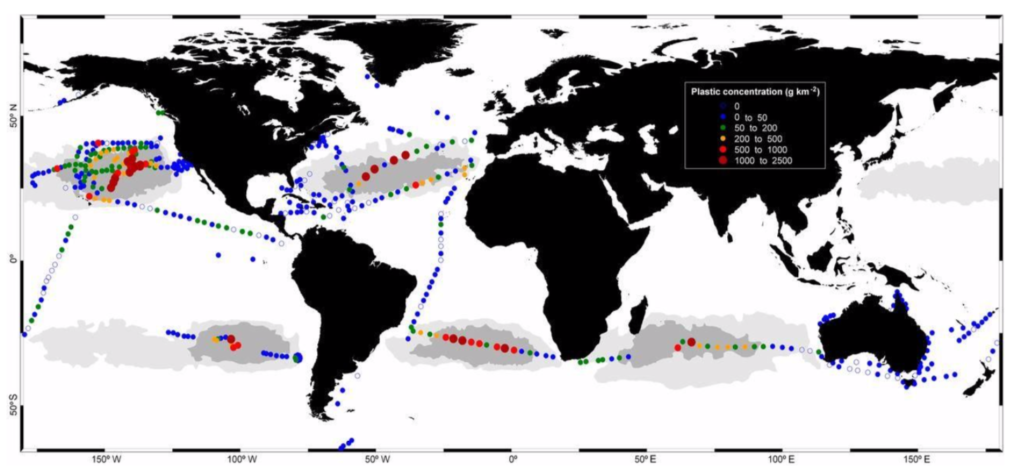 Plastic concentration (g km-2)
0
0 to 50
50 to 200
200 to 500
500 to 1000
1000 to 2500
50° N
0°
50°S
150° W
100° W
50° W
0°
50° E
100° E
150° E